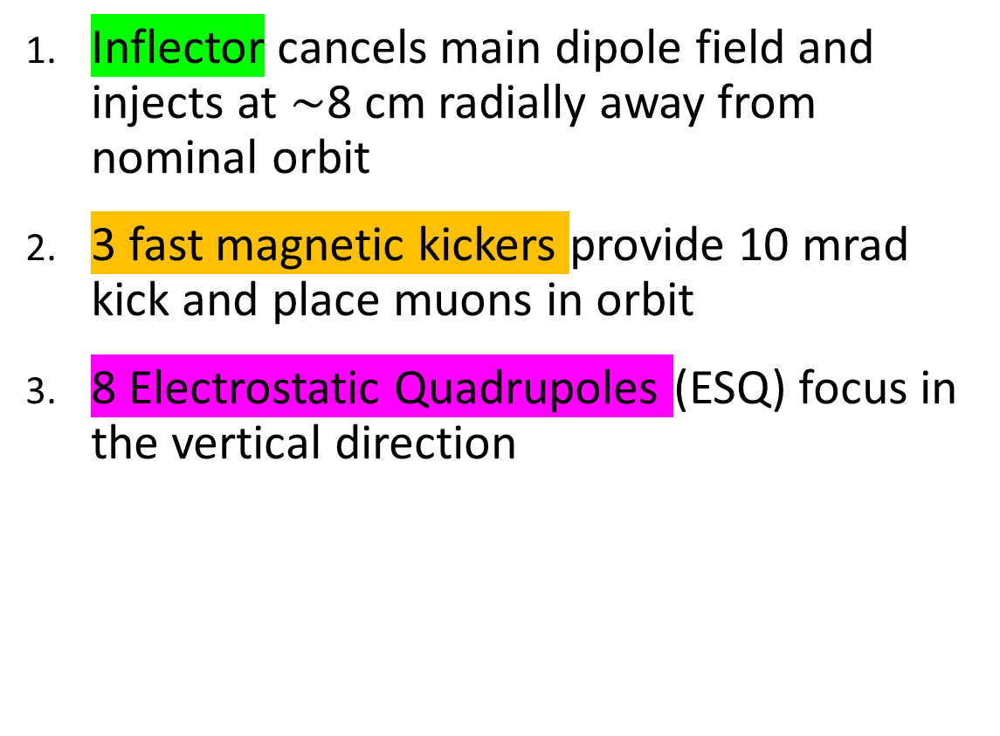 1. Inflector cancels main dipole field and
injects at ~8 cm radially away from
nominal orbit
2. 3 fast magnetic kickers provide 10 mrad
kick and place muons in orbit
3. 8 Electrostatic Quadrupoles (ESQ) focus in
the vertical direction